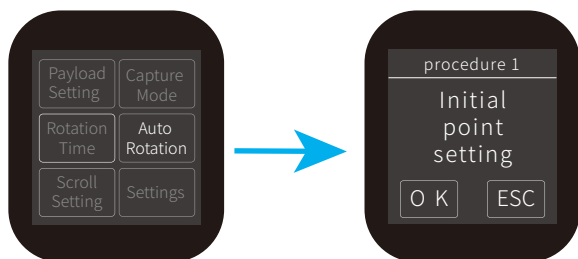 Payload
Setting
Capture
Mode
Rotation
Time
Auto
Rotation
Scroll
Setting
Settings
procedure 1
Initial
point
setting
O K
ESC